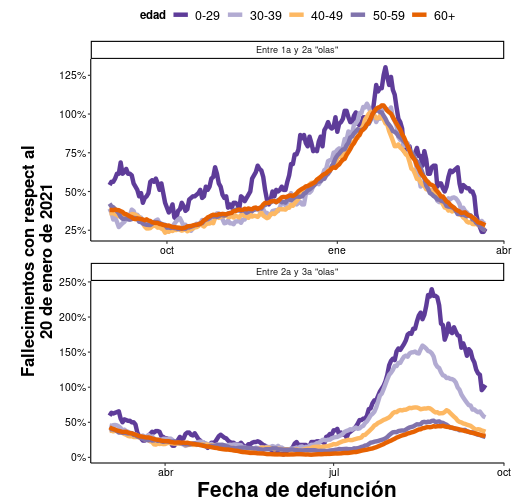 edad 0-29 30-39 40-49 50-59 60+
Entre 1a y 2a "olas"
125%
100%
75%
50%
25%
oct ene abr
Entre 2a y 3a "olas"
250%
200%
150%
100%
50%
0%
abr jul oct
Fallecimientos con respect al
20 de enero de 2021
Fecha de defunción